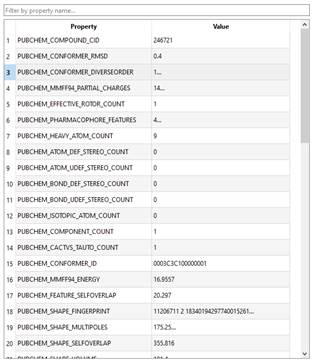 Filter by property name...
Property Value
1 PUBCHEM_COMPOUND_CID 246721
2 PUBCHEM_CONFORMER_RMSD 0.4
3 PUBCHEM_CONFORMER_DIVERSEORDER 1...
4 PUBCHEM_MMFF94_PARTIAL_CHARGES 14...
5 PUBCHEM_EFFECTIVE_ROTOR_COUNT 1
6 PUBCHEM_PHARMACOPHORE_FEATURES 4...
7 PUBCHEM_HEAVY_ATOM_COUNT 9
8 PUBCHEM_ATOM_DEF_STEREO_COUNT 0
9 PUBCHEM_ATOM_UDEF_STEREO_COUNT 0
10 PUBCHEM_BOND_DEF_STEREO_COUNT 0
11 PUBCHEM_BOND_UDEF_STEREO_COUNT 0
12 PUBCHEM_ISOTOPIC_ATOM_COUNT 0
13 PUBCHEM_COMPONENT_COUNT 1
14 PUBCHEM_CACTVS_TAUTO_COUNT 1
15 PUBCHEM_CONFORMER_ID 0003C3C100000001
16 PUBCHEM_MMFF94_ENERGY 16.9557
17 PUBCHEM_FEATURE_SELFOVERLAP 20.297
18 PUBCHEM_SHAPE_FINGERPRINT 11206711 2 18340194297740015261...
19 PUBCHEM_SHAPE_MULTIPOLES 175.25...
20 PUBCHEM_SHAPE_SELFOVERLAP 355.816